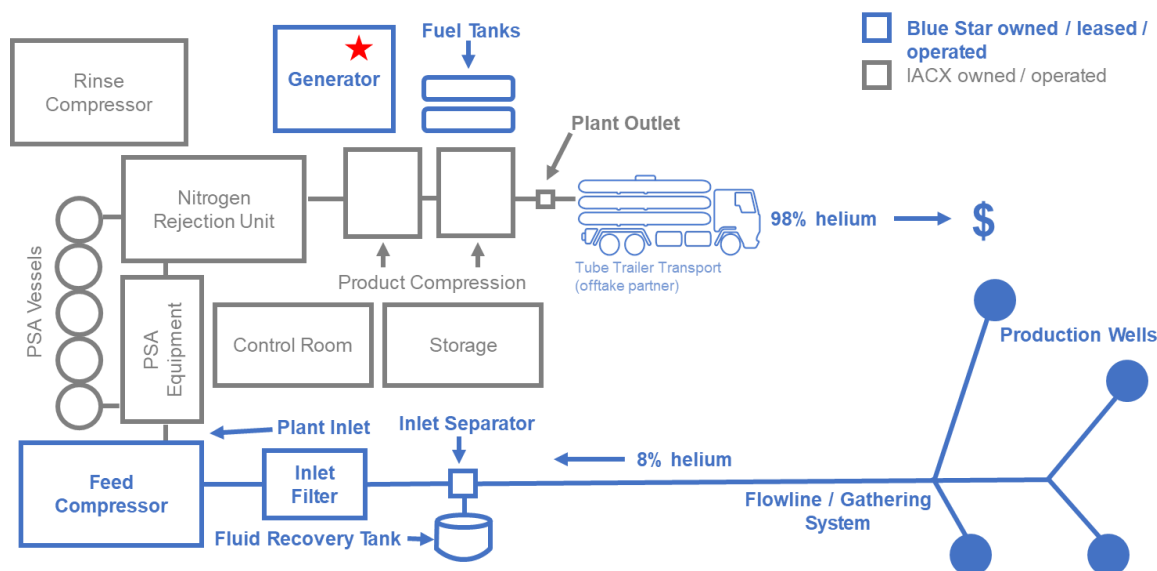 Fuel Tanks
Blue Star owned / leased /
operated
IACX owned / operated
Rinse
Compressor
Generator
Plant Outlet
Nitrogen
Rejection Unit
98% helium
$
PSA Vessels
Product Compression
Tube Trailer Transport
(offtake partner)
PSA
Equipment
Control Room
Storage
Production Wells
Plant Inlet
Inlet Separator
8% helium
Feed
Compressor
Inlet
Filter
Flowline / Gathering
System
Fluid Recovery Tank